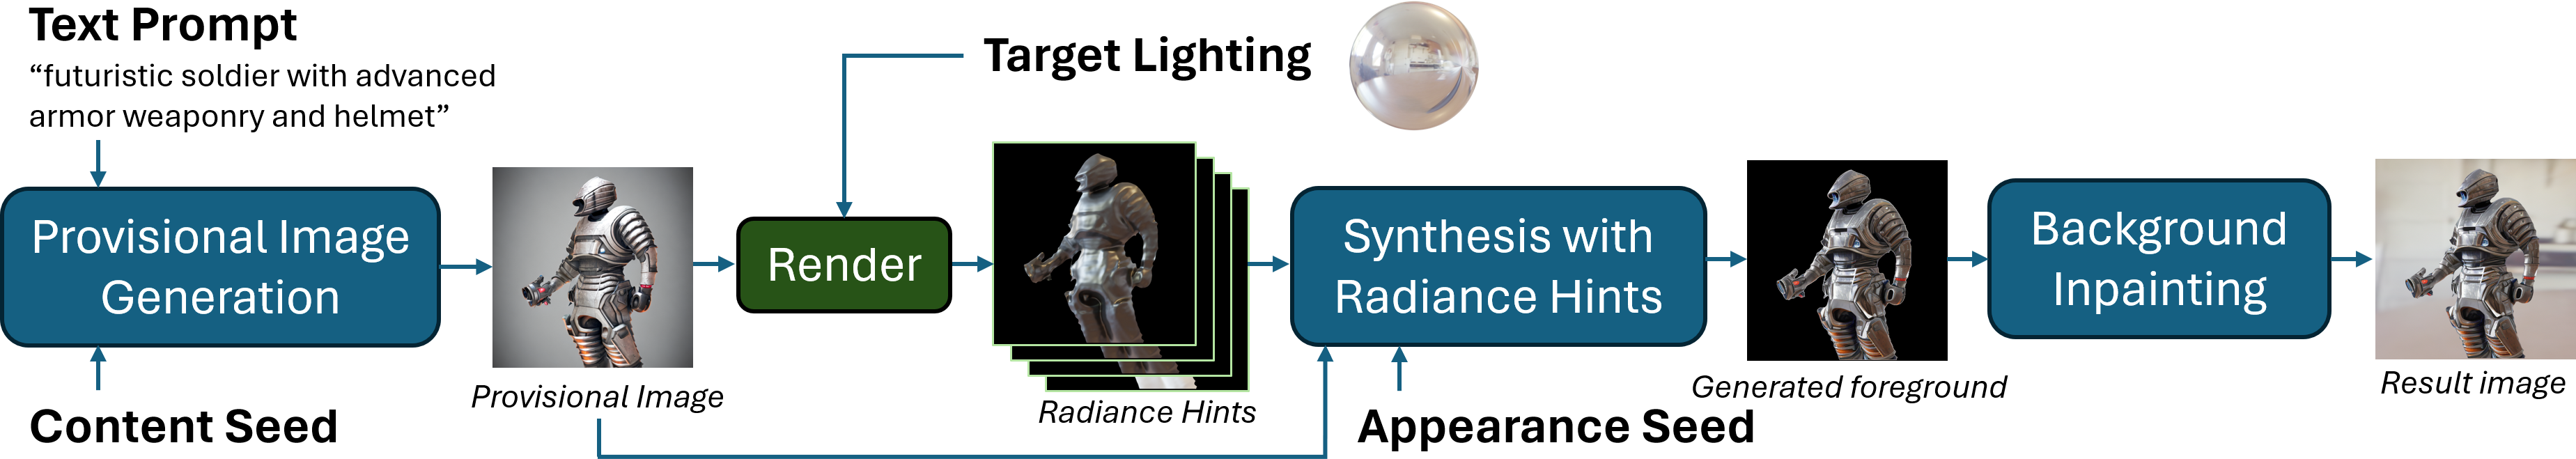 Text Prompt
“futuristic soldier with advanced
armor weaponry and helmet”
Target Lighting
Provisional Image
Generation
Render
Synthesis with
Radiance Hints
Background
Inpainting
Provisional Image
Radiance Hints
Generated foreground
Result image
Content Seed
Appearance Seed